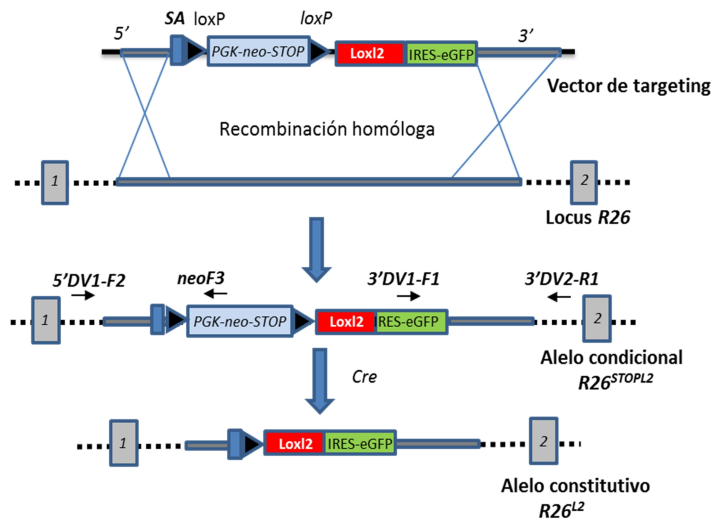 5’ SA loxP loxP 3’
PGK-neo-STOP Loxl2 IRES-eGFP
Vector de targeting
Recombinación homóloga
1 2
Locus R26
5’DV1-F2 neoF3 3’DV1-F1 3’DV2-R1
1 PGK-neo-STOP Loxl2 IRES-eGFP 2
Alelo condicional
R26STOPL2
Cre
1 Loxl2 IRES-eGFP 2
Alelo constitutivo
R26L2